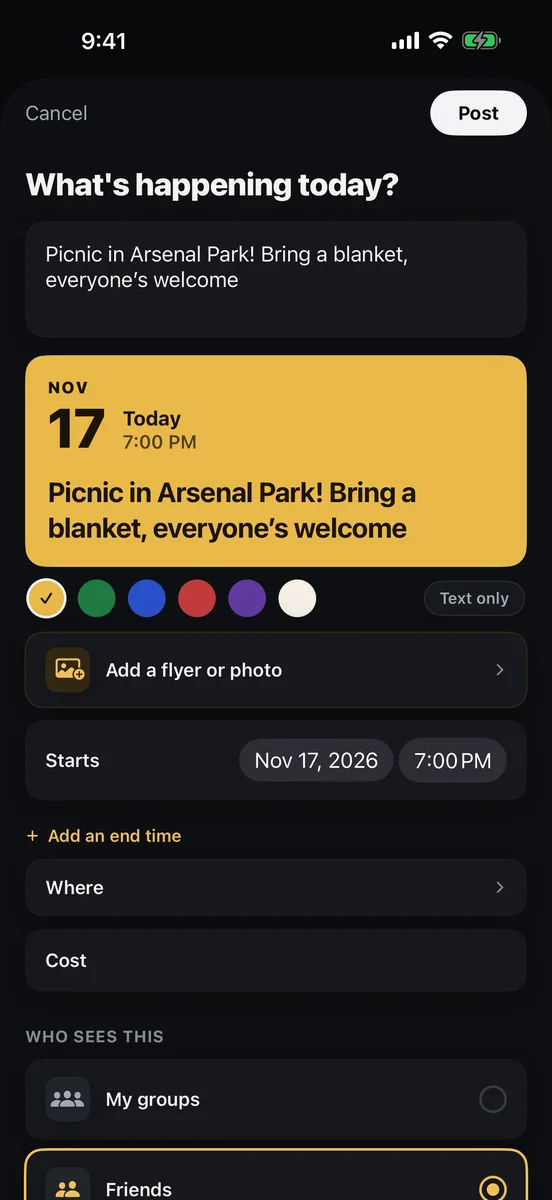 9:41
Cancel
Post
What's happening today?
Picnic in Arsenal Park! Bring a blanket,
everyone’s welcome
NOV
17
Today
7:00 PM
Picnic in Arsenal Park! Bring a
blanket, everyone’s welcome
Text only
Add a flyer or photo
Starts
Nov 17, 2026
7:00 PM
+ Add an end time
Where
Cost
WHO SEES THIS
My groups
Friends